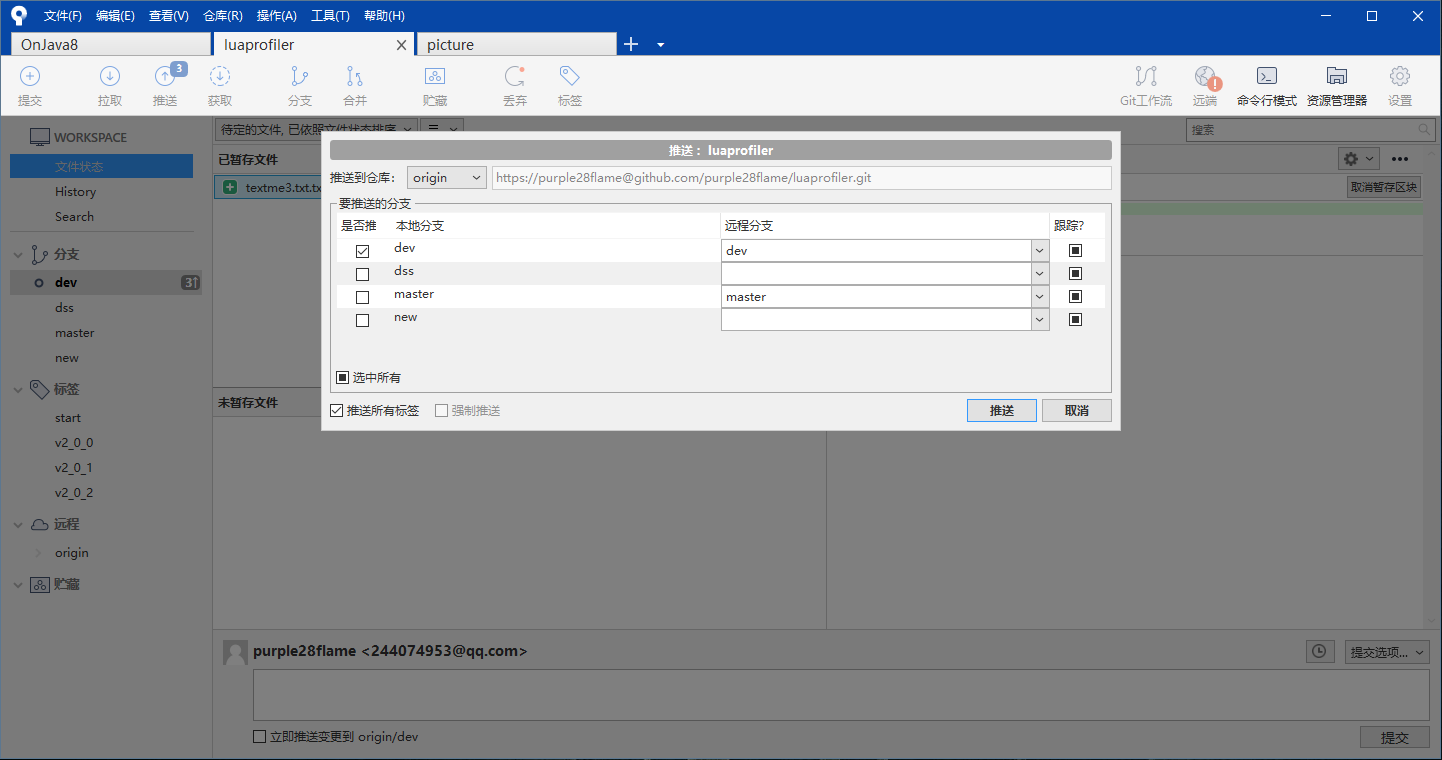 文件(F) 编辑(E) 查看(V) 仓库(R) 操作(A) 工具(T) 帮助(H)
OnJava8 luaprofiler picture
3
提交 拉取 推送 获取 分支 合并 贮藏 丢弃 标签 Git工作流 远端 命令行模式 资源管理器 设置
WORKSPACE
文件状态
History
Search
分支
dev 3↑
dss
master
new
标签
start
v2_0_0
v2_0_1
v2_0_2
远程
origin
贮藏
待定的文件, 已依照文件状态排序
搜索
已暂存文件
textme3.txt.tx
取消暂存区块
推送： luaprofiler
推送到仓库： origin https://purple28flame@github.com/purple28flame/luaprofiler.git
要推送的分支
是否推 本地分支 远程分支 跟踪?
dev dev
dss
master master
new
选中所有
推送所有标签 强制推送 推送 取消
未暂存文件
purple28flame <244074953@qq.com> 提交选项...
立即推送变更到 origin/dev 提交